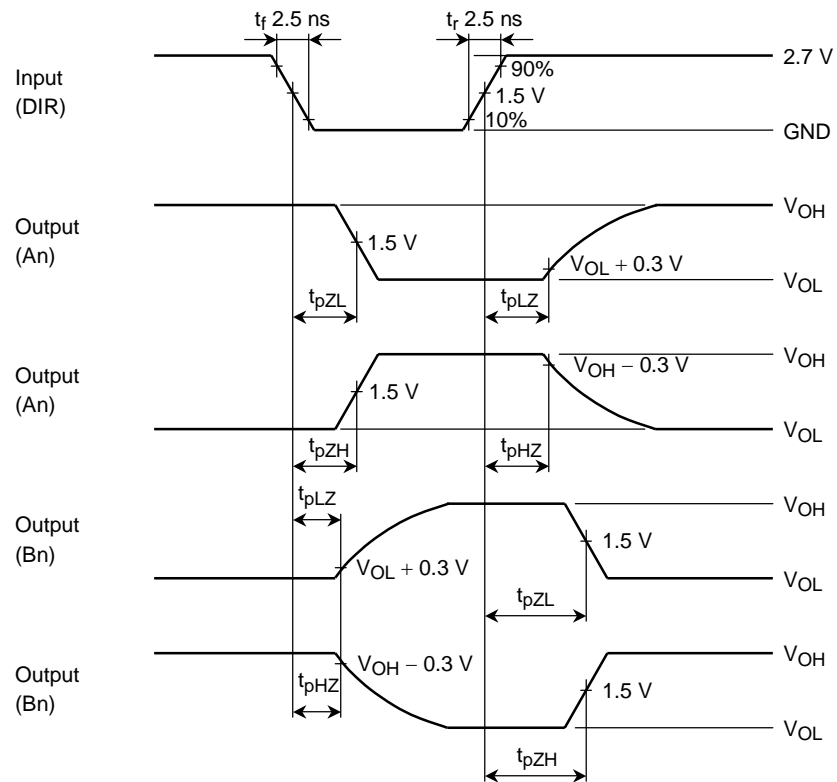 tf 2.5 ns
tr 2.5 ns
Input
(DIR)
2.7 V
90%
1.5 V
10%
GND
Output
(An)
VOH
1.5 V
VOL + 0.3 V
VOL
tpZL
tpLZ
Output
(An)
VOH
VOH − 0.3 V
1.5 V
VOL
tpZH
tpHZ
tpLZ
Output
(Bn)
VOH
1.5 V
VOL + 0.3 V
VOL
tpZL
Output
(Bn)
VOH
VOH − 0.3 V
tpHZ
1.5 V
VOL
tpZH